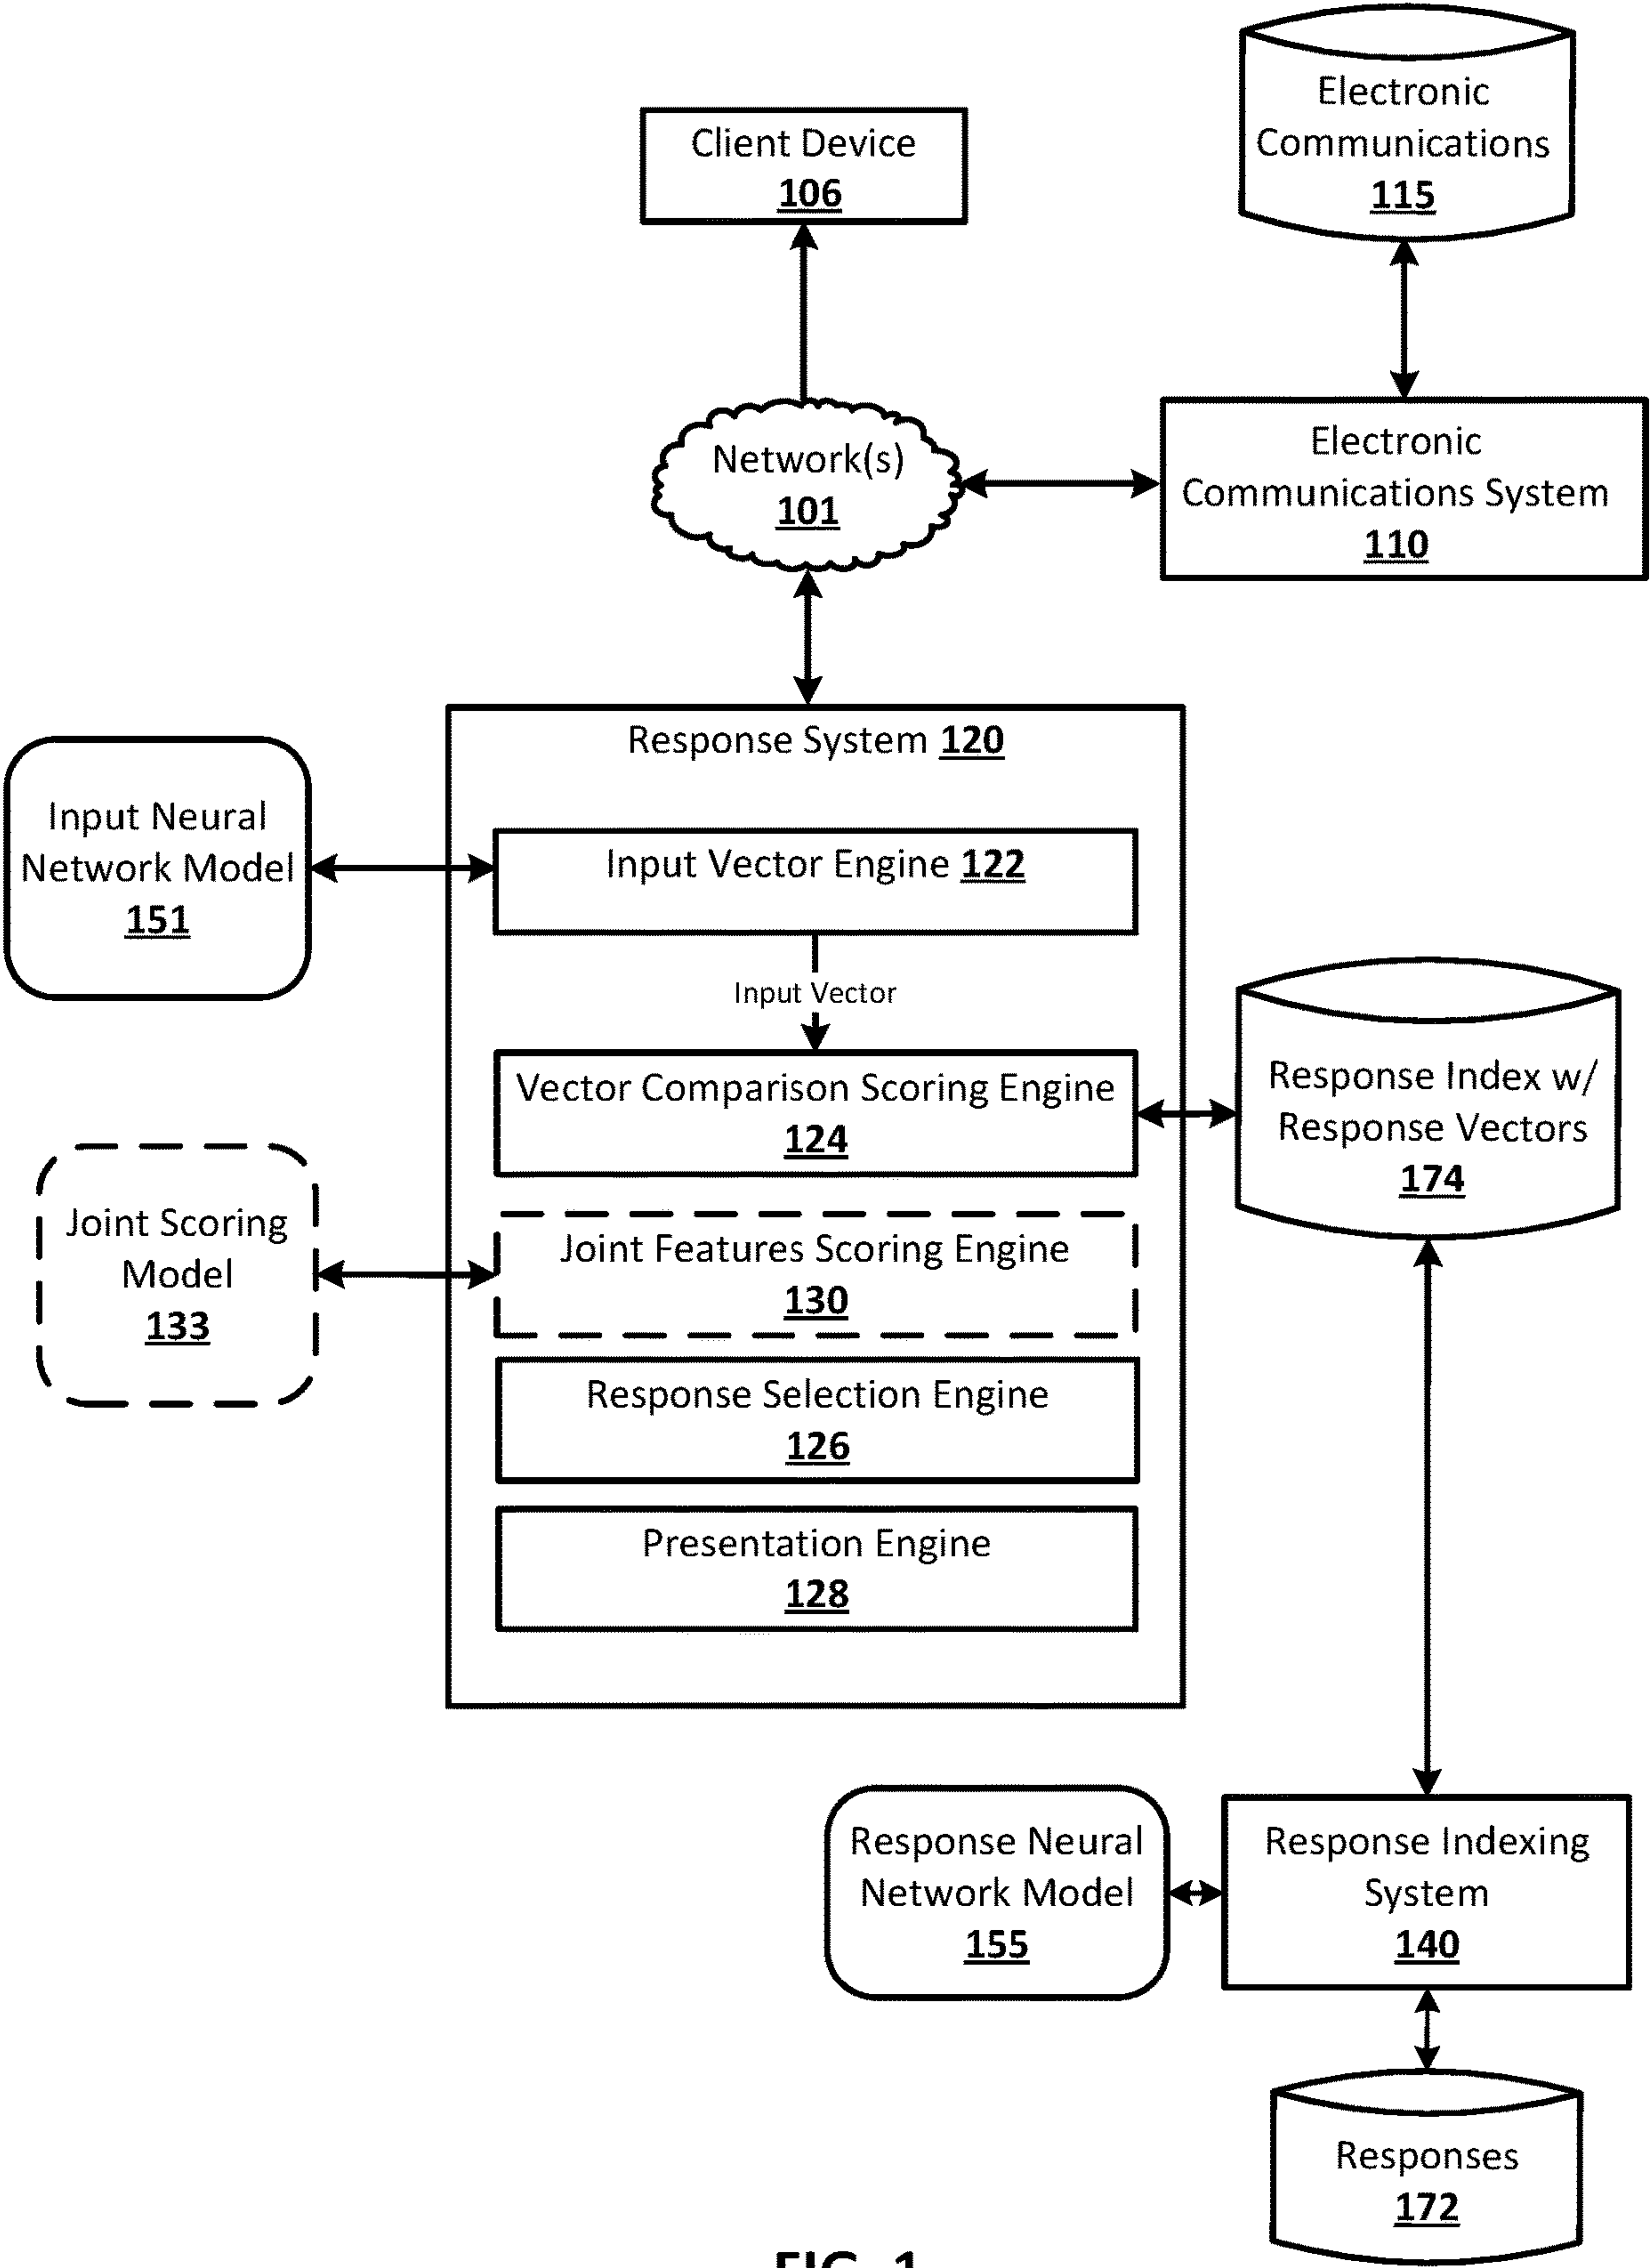 Electronic
Communications
115
Client Device
106
Network(s)
101
Electronic
Communications System
110
Response System 120
Input Neural
Network Model
151
Input Vector Engine 122
Input Vector
Vector Comparison Scoring Engine
124
Response Index w/
Response Vectors
174
Joint Scoring
Model
133
Joint Features Scoring Engine
130
Response Selection Engine
126
Presentation Engine
128
Response Neural
Network Model
155
Response Indexing
System
140
Responses
172
FIG. 1